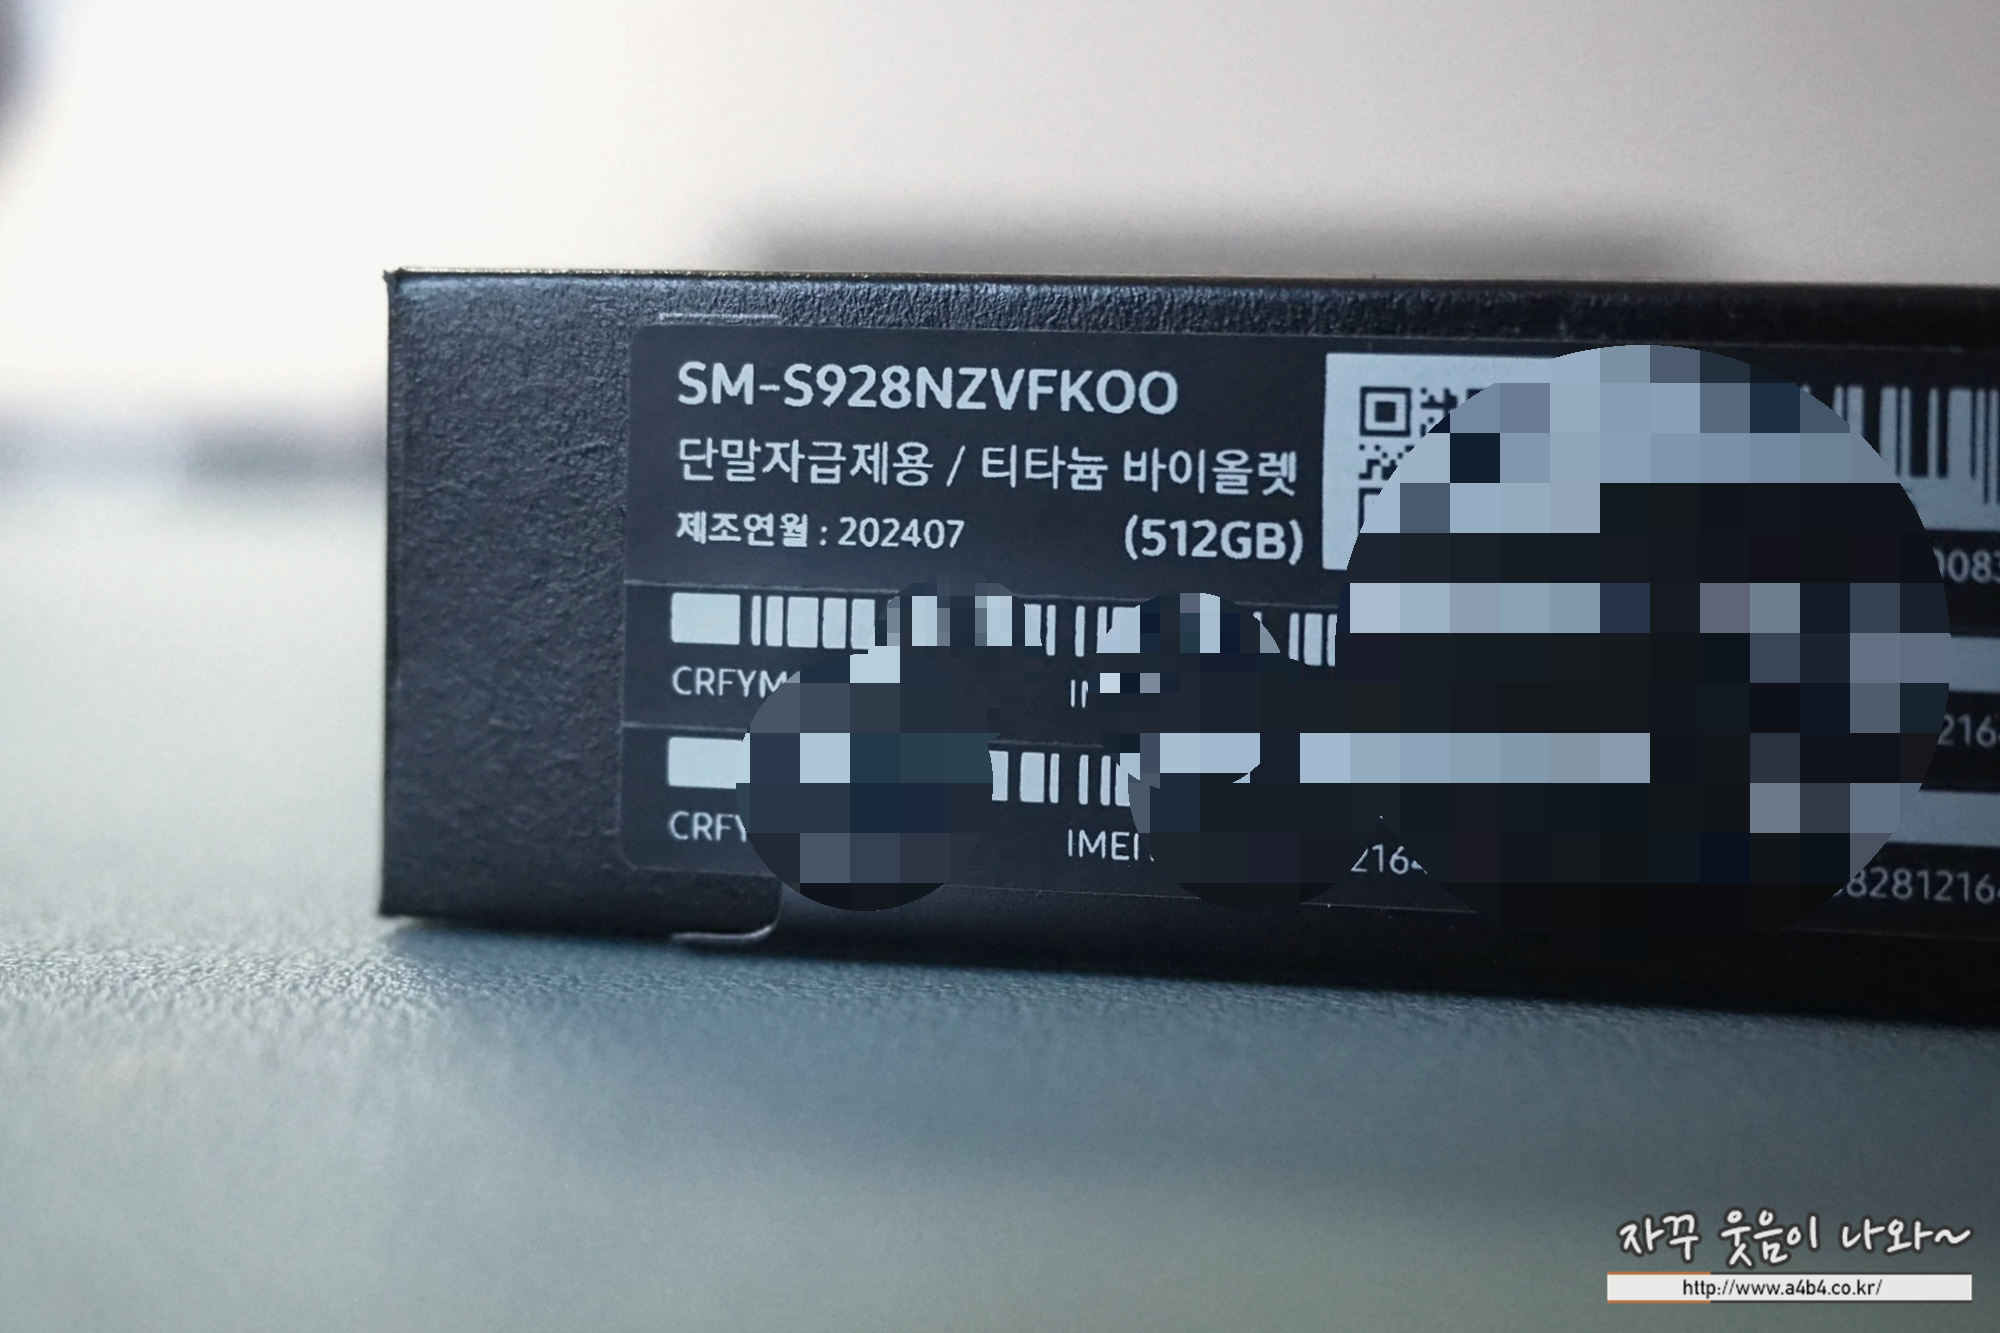 SM-S928NZVFKOO
단말자급제용 / 티타늄 바이올렛
제조연월 : 202407
(512GB)
CRFYM
CRFY
IMEI
자꾸 웃음이 나와~
http://www.a4b4.co.kr/